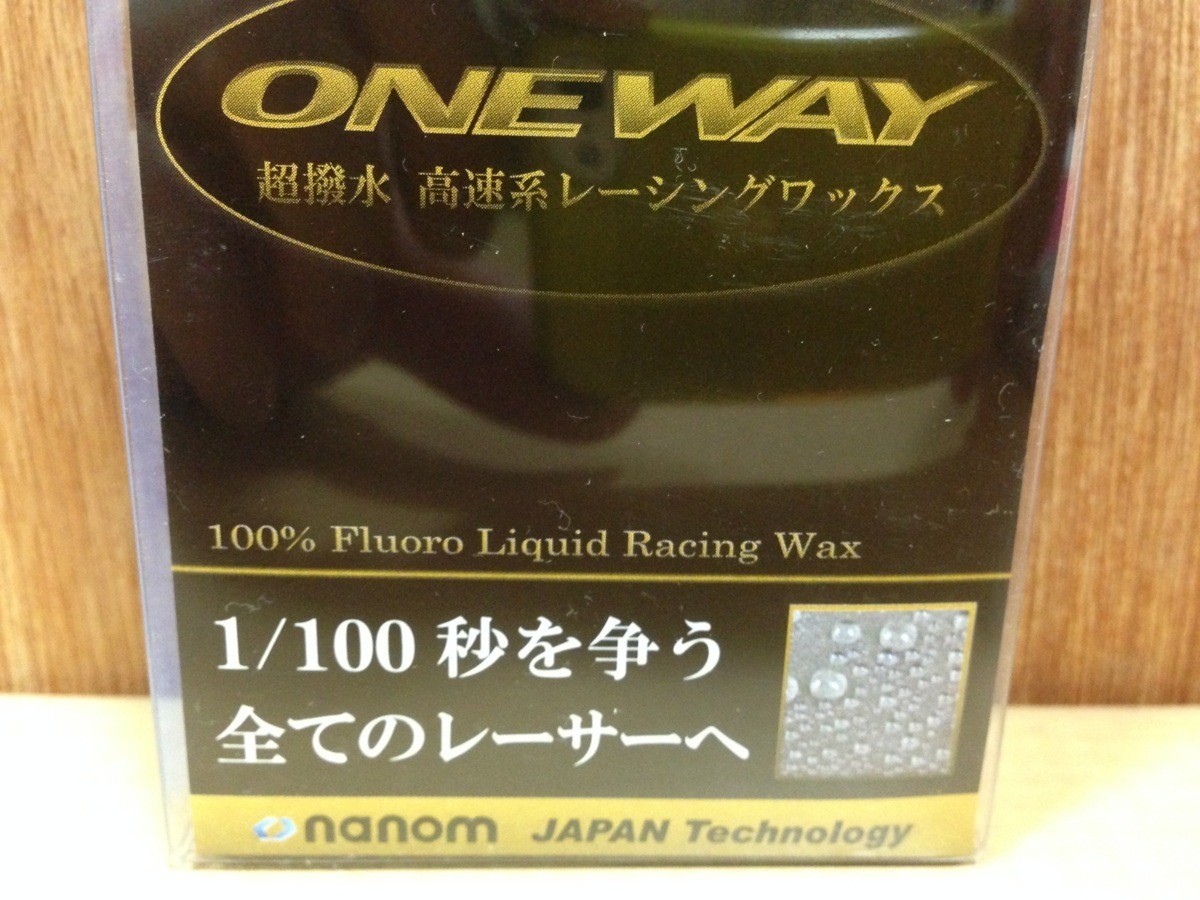 ONEWAY
超撥水 高速系レーシングワックス
100% Fluoro Liquid Racing Wax
1/100 秒を争う
全てのレーサーへ
nanom JAPAN Technology